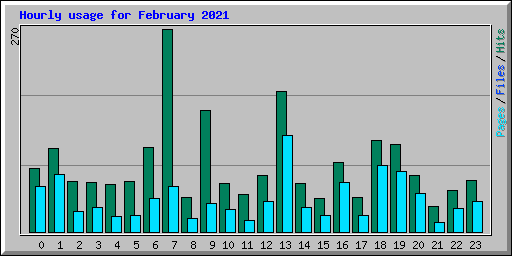 Hourly usage for February 2021
270
Pages/Files/Hits
0 1 2 3 4 5 6 7 8 9 10 11 12 13 14 15 16 17 18 19 20 21 22 23